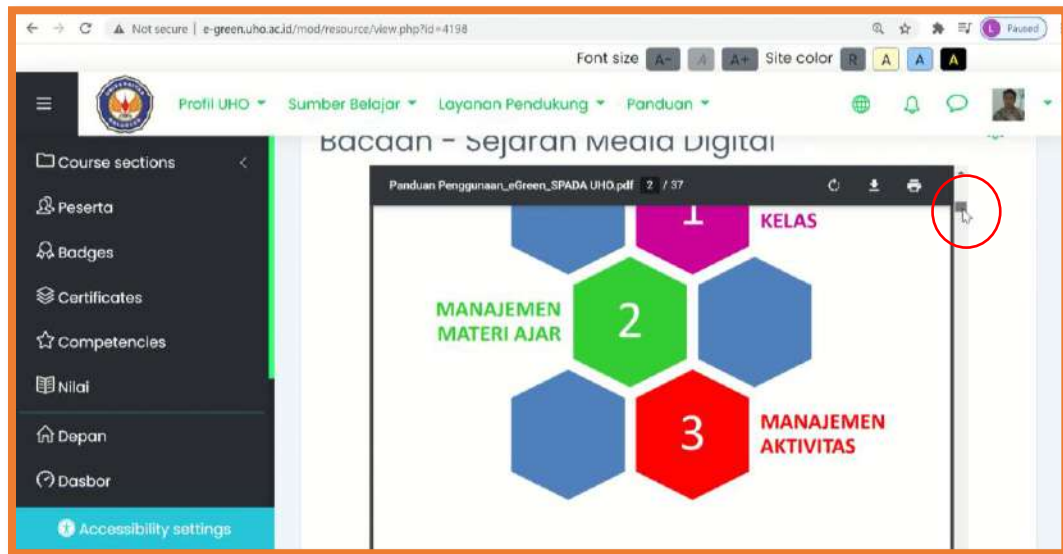 Not secure | e-green.uho.ac.id/mod/resource/view.php?id=4198
L Paused
Font size A- A A+ Site color R A A A
Profil UHO Sumber Belajar Layanan Pendukung Panduan
Bacaan - Sejarah Media Digital
Course sections
Peserta
Badges
Certificates
Competencies
Nilai
Depan
Dasbor
Accessibility settings
Panduan Penggunaan_eGreen_SPADA UHO.pdf 2 / 37
1 KELAS
MANAJEMEN
MATERI AJAR
2
3
MANAJEMEN
AKTIVITAS